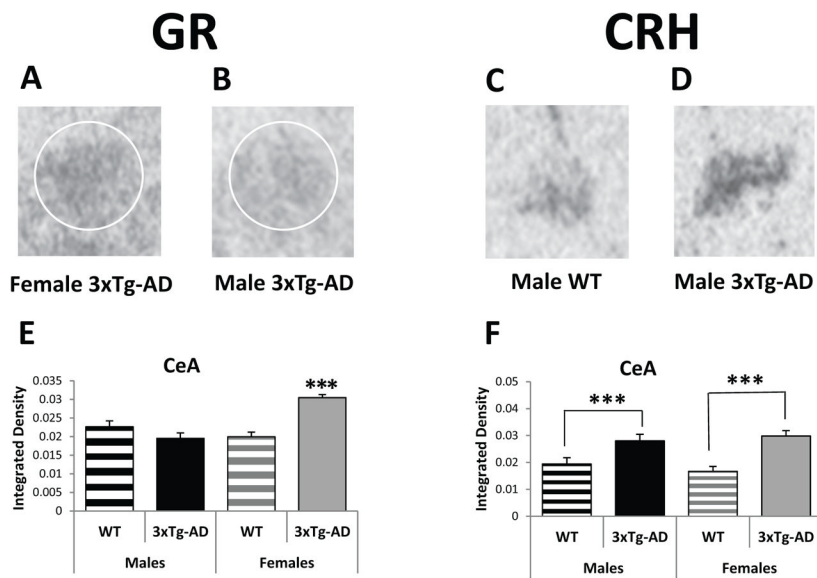 GR
CRH
A
B
C
D
Female 3xTg-AD
Male 3xTg-AD
Male WT
Male 3xTg-AD
E
CeA
***
Integrated Density
0.035
0.03
0.025
0.02
0.015
0.01
0.005
0
WT
3xTg-AD
WT
3xTg-AD
Males
Females
F
CeA
***
***
Integrated Density
0.05
0.04
0.03
0.02
0.01
0
WT
3xTg-AD
WT
3xTg-AD
Males
Females